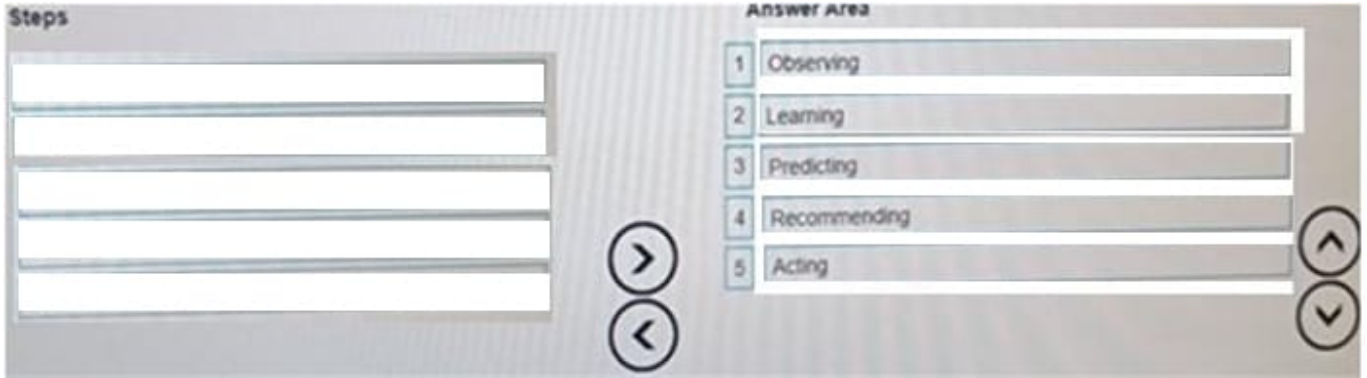 Steps
Answer Area
1 Observing
2 Learning
3 Predicting
4 Recommending
5 Acting